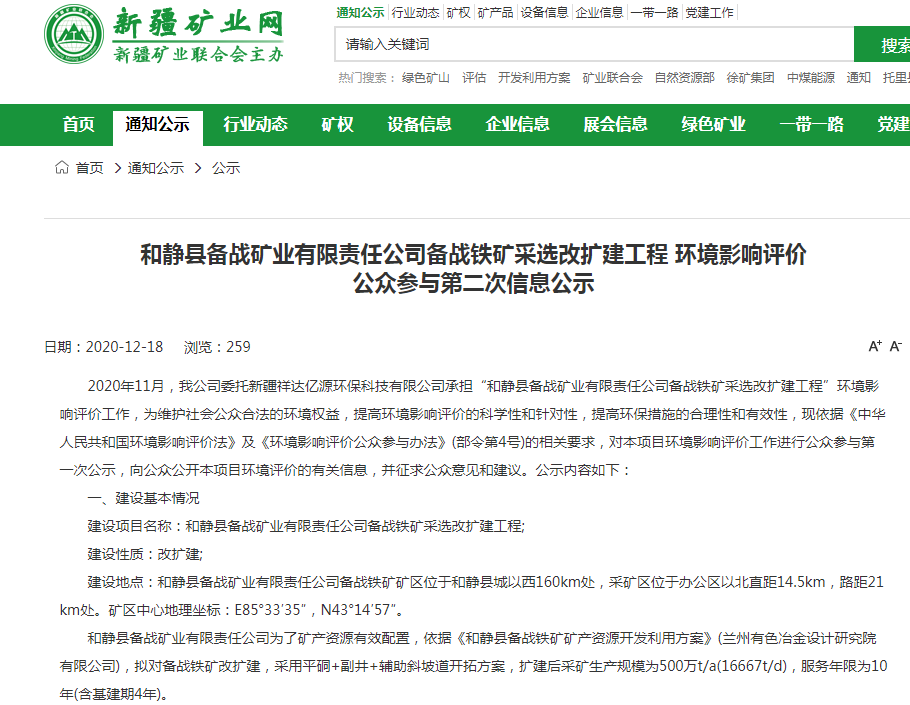 新疆矿业网
新疆矿业联合会主办
通知公示 行业动态 矿权 矿产品 设备信息 企业信息 一带一路 党建工作
请输入关键词
搜索
热门搜索： 绿色矿山 评估 开发利用方案 矿业联合会 自然资源部 徐矿集团 中煤能源 通知 托里县
首页 通知公示 行业动态 矿权 设备信息 企业信息 展会信息 绿色矿业 一带一路 党建
首页 > 通知公示 > 公示
和静县备战矿业有限责任公司备战铁矿采选改扩建工程 环境影响评价
公众参与第二次信息公示
日期：2020-12-18 浏览：259
A+ A-
2020年11月，我公司委托新疆祥达亿源环保科技有限公司承担“和静县备战矿业有限责任公司备战铁矿采选改扩建工程”环境影
响评价工作，为维护社会公众合法的环境权益，提高环境影响评价的科学性和针对性，提高环保措施的合理性和有效性，现依据《中华
人民共和国环境影响评价法》及《环境影响评价公众参与办法》(部令第4号)的相关要求，对本项目环境影响评价工作进行公众参与第
一次公示，向公众公开本项目环境评价的有关信息，并征求公众意见和建议。公示内容如下：
一、建设基本情况
建设项目名称：和静县备战矿业有限责任公司备战铁矿采选改扩建工程;
建设性质：改扩建;
建设地点：和静县备战矿业有限责任公司备战铁矿矿区位于和静县城以西160km处，采矿区位于办公区以北直距14.5km，路距21
km处。矿区中心地理坐标：E85°33′35″，N43°14′57″。
和静县备战矿业有限责任公司为了矿产资源有效配置，依据《和静县备战铁矿矿产资源开发利用方案》(兰州有色冶金设计研究院
有限公司)，拟对备战铁矿改扩建，采用平硐+副井+辅助斜坡道开拓方案，扩建后采矿生产规模为500万t/a(16667t/d)，服务年限为10
年(含基建期4年)。